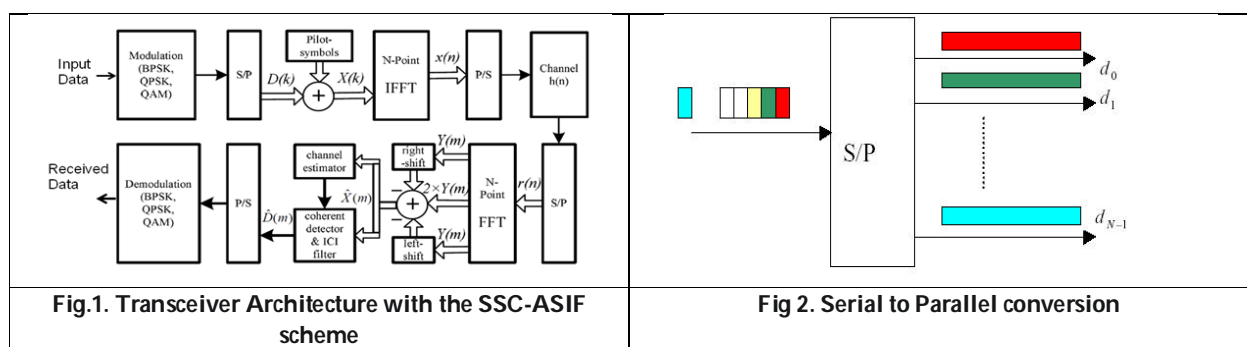 Input
Data
Modulation
(BPSK,
QPSK,
QAM)
S/P
D(k)
Pilot-
symbols
+
X(k)
N-Point
IFFT
x(n)
P/S
Channel
h(n)
Received
Data
Demodulation
(BPSK,
QPSK,
QAM)
P/S
D̂(m)
channel
estimator
coherent
detector
& ICI
filter
X̂(m)
right
-shift
Y(m)
−
+
−
2×Y(m)
left-
shift
Y(m)
N-
Point
FFT
r(n)
S/P
Fig.1. Transceiver Architecture with the SSC-ASIF
scheme
S/P
d₀
d₁
d_{N−1}
Fig 2. Serial to Parallel conversion